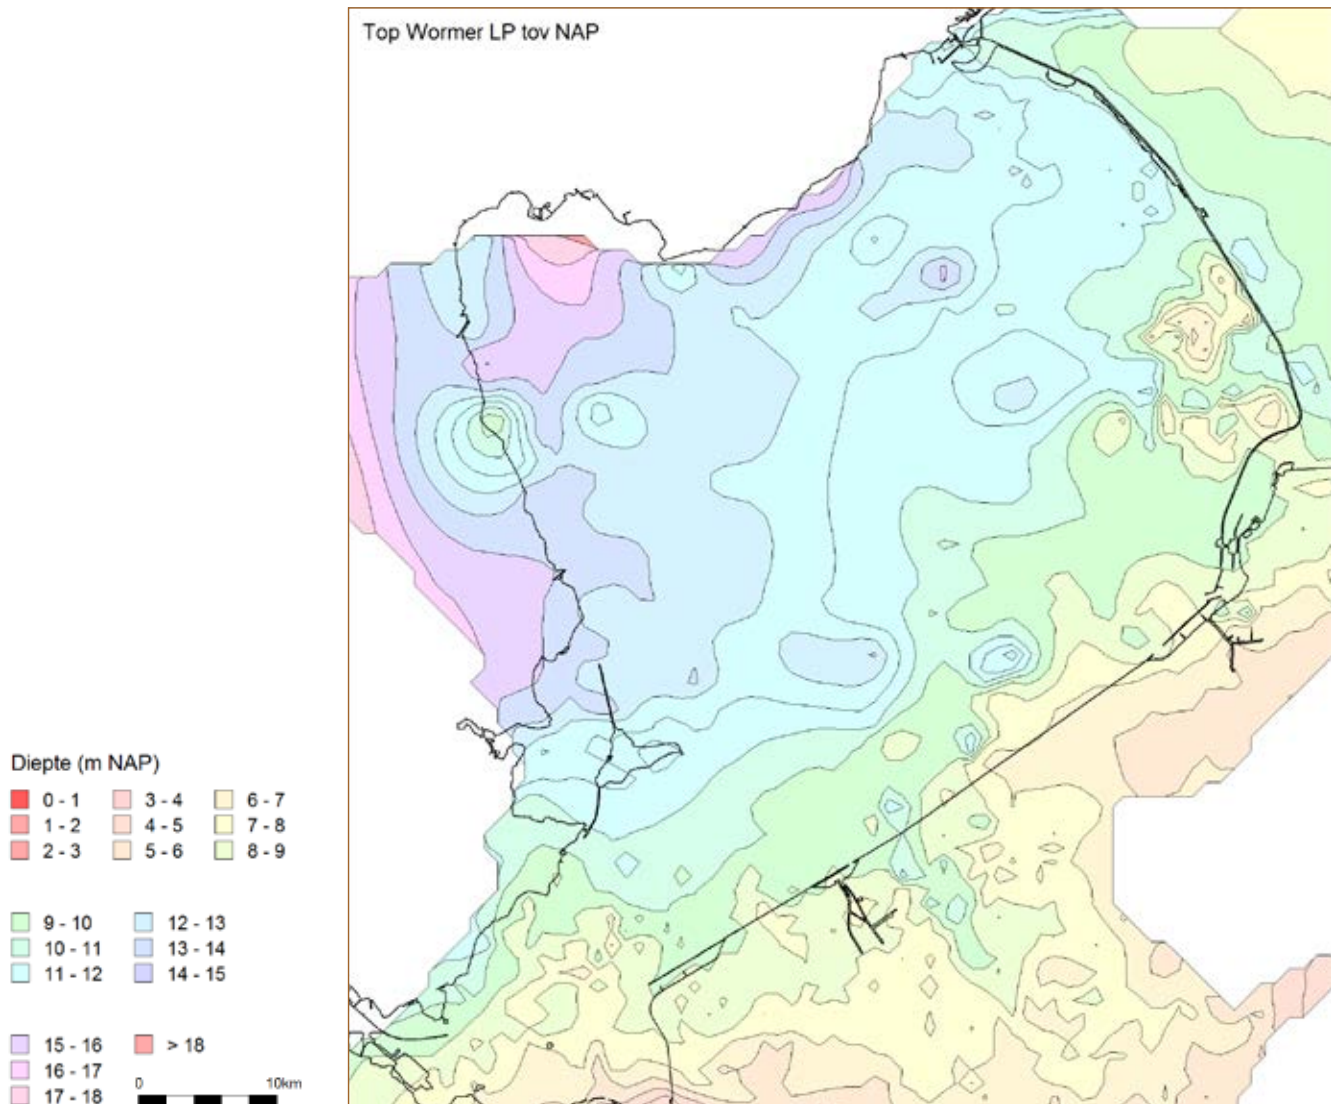 Top Wormer LP tov NAP
Diepte (m NAP)
0 - 1
3 - 4
6 - 7
1 - 2
4 - 5
7 - 8
2 - 3
5 - 6
8 - 9
9 - 10
12 - 13
10 - 11
13 - 14
11 - 12
14 - 15
15 - 16
> 18
16 - 17
17 - 18
0
10km